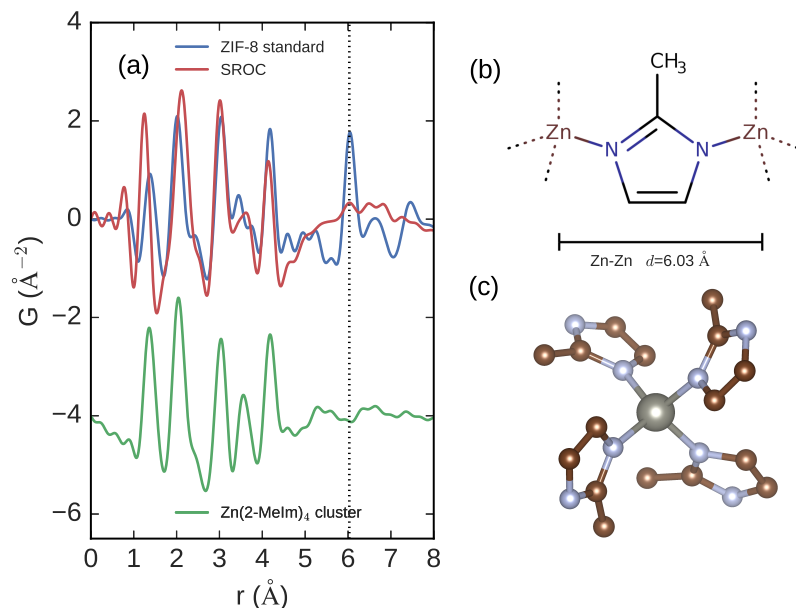 (a)
ZIF-8 standard
SROC
4
2
0
−2
−4
−6
G (Å⁻²)
Zn(2-MeIm)₄ cluster
0 1 2 3 4 5 6 7 8
r (Å)
(b)
CH₃
Zn N N Zn
Zn-Zn d=6.03 Å
(c)